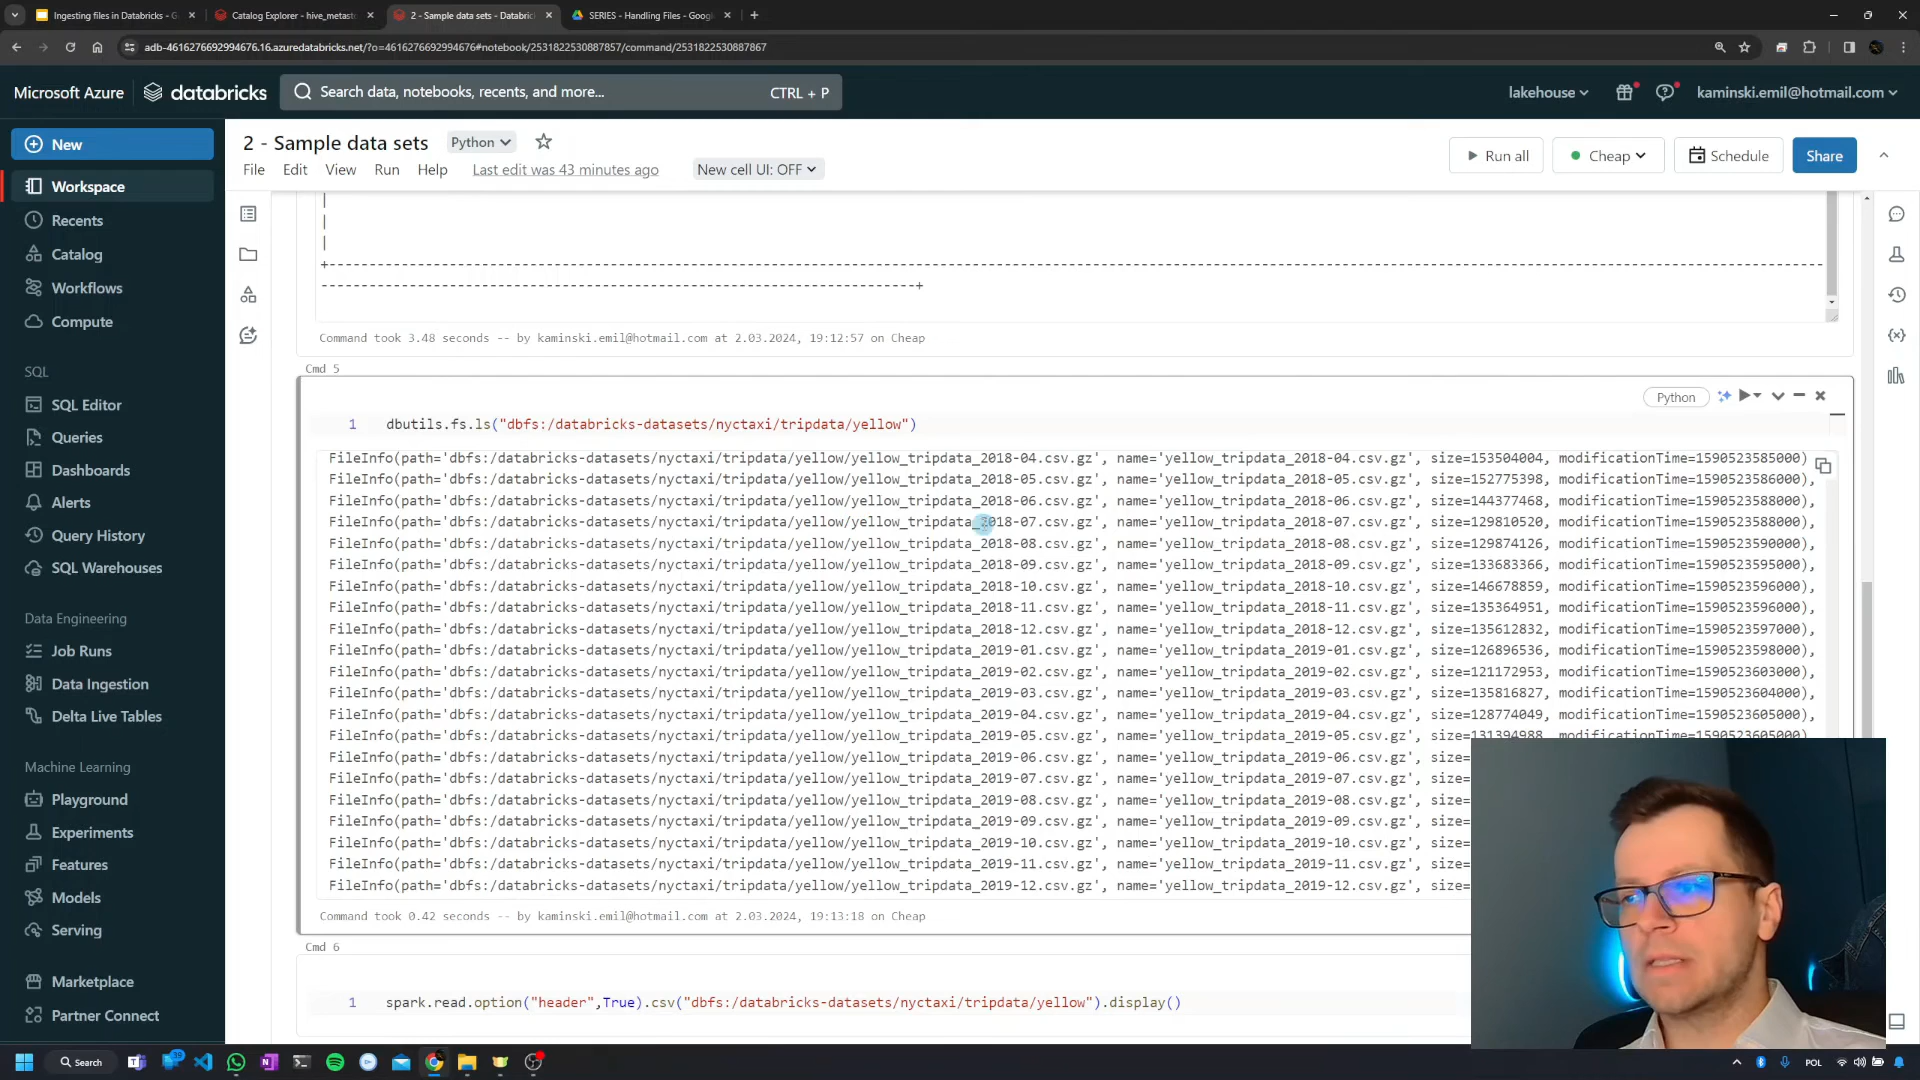 Ingesting files in Databricks - G
Catalog Explorer - hive_metast
2 - Sample data sets - Databric
SERIES - Handling Files - Goog
adb-4616276692994676.16.azuredatabricks.net/?o=4616276692994676#notebook/2531822530887857/command/2531822530887867
Microsoft Azure
databricks
Search data, notebooks, recents, and more...
CTRL + P
lakehouse
kaminski.emil@hotmail.com
New
Workspace
Recents
Catalog
Workflows
Compute
SQL
SQL Editor
Queries
Dashboards
Alerts
Query History
SQL Warehouses
Data Engineering
Job Runs
Data Ingestion
Delta Live Tables
Machine Learning
Playground
Experiments
Features
Models
Serving
Marketplace
Partner Connect
2 - Sample data sets
Python
File Edit View Run Help Last edit was 43 minutes ago New cell UI: OFF
Run all
Cheap
Schedule
Share
|
|
|
+-----------------------------------------------------------------------------------------------------------------------------------------------------------------------------------------
---------------------------------------------------------------------------+
Command took 3.48 seconds -- by kaminski.emil@hotmail.com at 2.03.2024, 19:12:57 on Cheap
Cmd 5
Python
1 dbutils.fs.ls("dbfs:/databricks-datasets/nyctaxi/tripdata/yellow")
FileInfo(path='dbfs:/databricks-datasets/nyctaxi/tripdata/yellow/yellow_tripdata_2018-04.csv.gz', name='yellow_tripdata_2018-04.csv.gz', size=153504004, modificationTime=1590523585000)
FileInfo(path='dbfs:/databricks-datasets/nyctaxi/tripdata/yellow/yellow_tripdata_2018-05.csv.gz', name='yellow_tripdata_2018-05.csv.gz', size=152775398, modificationTime=1590523586000),
FileInfo(path='dbfs:/databricks-datasets/nyctaxi/tripdata/yellow/yellow_tripdata_2018-06.csv.gz', name='yellow_tripdata_2018-06.csv.gz', size=144377468, modificationTime=1590523588000),
FileInfo(path='dbfs:/databricks-datasets/nyctaxi/tripdata/yellow/yellow_tripdata_2018-07.csv.gz', name='yellow_tripdata_2018-07.csv.gz', size=129810520, modificationTime=1590523588000),
FileInfo(path='dbfs:/databricks-datasets/nyctaxi/tripdata/yellow/yellow_tripdata_2018-08.csv.gz', name='yellow_tripdata_2018-08.csv.gz', size=129874126, modificationTime=1590523590000),
FileInfo(path='dbfs:/databricks-datasets/nyctaxi/tripdata/yellow/yellow_tripdata_2018-09.csv.gz', name='yellow_tripdata_2018-09.csv.gz', size=133683366, modificationTime=1590523595000),
FileInfo(path='dbfs:/databricks-datasets/nyctaxi/tripdata/yellow/yellow_tripdata_2018-10.csv.gz', name='yellow_tripdata_2018-10.csv.gz', size=146678859, modificationTime=1590523596000),
FileInfo(path='dbfs:/databricks-datasets/nyctaxi/tripdata/yellow/yellow_tripdata_2018-11.csv.gz', name='yellow_tripdata_2018-11.csv.gz', size=135364951, modificationTime=1590523596000),
FileInfo(path='dbfs:/databricks-datasets/nyctaxi/tripdata/yellow/yellow_tripdata_2018-12.csv.gz', name='yellow_tripdata_2018-12.csv.gz', size=135612832, modificationTime=1590523597000),
FileInfo(path='dbfs:/databricks-datasets/nyctaxi/tripdata/yellow/yellow_tripdata_2019-01.csv.gz', name='yellow_tripdata_2019-01.csv.gz', size=126896536, modificationTime=1590523598000),
FileInfo(path='dbfs:/databricks-datasets/nyctaxi/tripdata/yellow/yellow_tripdata_2019-02.csv.gz', name='yellow_tripdata_2019-02.csv.gz', size=121172953, modificationTime=1590523603000),
FileInfo(path='dbfs:/databricks-datasets/nyctaxi/tripdata/yellow/yellow_tripdata_2019-03.csv.gz', name='yellow_tripdata_2019-03.csv.gz', size=135816827, modificationTime=1590523604000),
FileInfo(path='dbfs:/databricks-datasets/nyctaxi/tripdata/yellow/yellow_tripdata_2019-04.csv.gz', name='yellow_tripdata_2019-04.csv.gz', size=128774049, modificationTime=1590523605000),
FileInfo(path='dbfs:/databricks-datasets/nyctaxi/tripdata/yellow/yellow_tripdata_2019-05.csv.gz', name='yellow_tripdata_2019-05.csv.gz', size=131394988, modificationTime=1590523605000),
FileInfo(path='dbfs:/databricks-datasets/nyctaxi/tripdata/yellow/yellow_tripdata_2019-06.csv.gz', name='yellow_tripdata_2019-06.csv.gz', size=
FileInfo(path='dbfs:/databricks-datasets/nyctaxi/tripdata/yellow/yellow_tripdata_2019-07.csv.gz', name='yellow_tripdata_2019-07.csv.gz', size=
FileInfo(path='dbfs:/databricks-datasets/nyctaxi/tripdata/yellow/yellow_tripdata_2019-08.csv.gz', name='yellow_tripdata_2019-08.csv.gz', size=
FileInfo(path='dbfs:/databricks-datasets/nyctaxi/tripdata/yellow/yellow_tripdata_2019-09.csv.gz', name='yellow_tripdata_2019-09.csv.gz', size=
FileInfo(path='dbfs:/databricks-datasets/nyctaxi/tripdata/yellow/yellow_tripdata_2019-10.csv.gz', name='yellow_tripdata_2019-10.csv.gz', size=
FileInfo(path='dbfs:/databricks-datasets/nyctaxi/tripdata/yellow/yellow_tripdata_2019-11.csv.gz', name='yellow_tripdata_2019-11.csv.gz', size=
FileInfo(path='dbfs:/databricks-datasets/nyctaxi/tripdata/yellow/yellow_tripdata_2019-12.csv.gz', name='yellow_tripdata_2019-12.csv.gz', size=
Command took 0.42 seconds -- by kaminski.emil@hotmail.com at 2.03.2024, 19:13:18 on Cheap
Cmd 6
1 spark.read.option("header",True).csv("dbfs:/databricks-datasets/nyctaxi/tripdata/yellow").display()
Search
POL